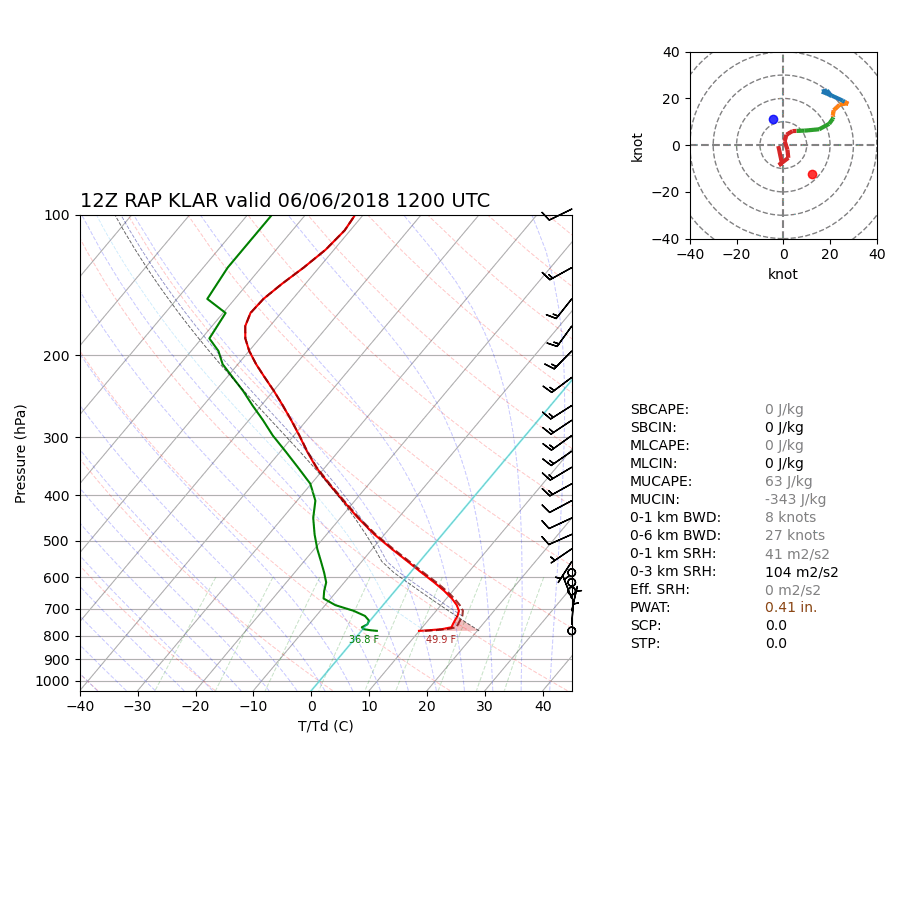 40
20
0
−20
−40
knot
−40 −20 0 20 40
knot
12Z RAP KLAR valid 06/06/2018 1200 UTC
100
200
300
400
500
600
700
800
900
1000
Pressure (hPa)
36.8 F 49.9 F
−40 −30 −20 −10 0 10 20 30 40
T/Td (C)
SBCAPE: 0 J/kg
SBCIN: 0 J/kg
MLCAPE: 0 J/kg
MLCIN: 0 J/kg
MUCAPE: 63 J/kg
MUCIN: -343 J/kg
0-1 km BWD: 8 knots
0-6 km BWD: 27 knots
0-1 km SRH: 41 m2/s2
0-3 km SRH: 104 m2/s2
Eff. SRH: 0 m2/s2
PWAT: 0.41 in.
SCP: 0.0
STP: 0.0